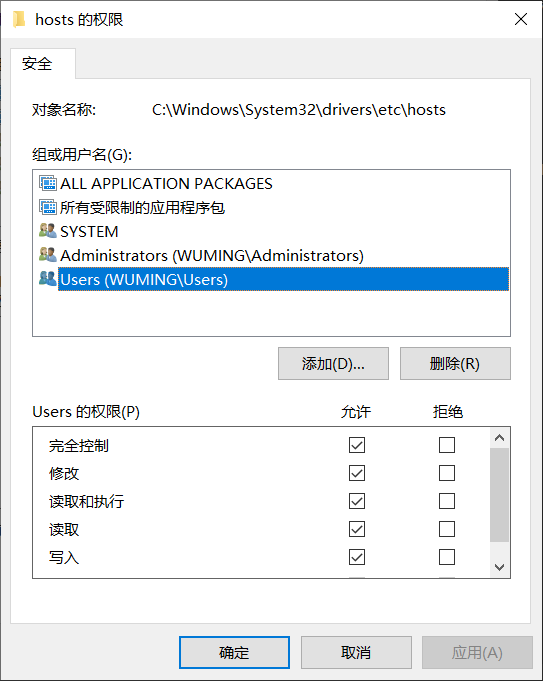 hosts 的权限
安全
对象名称: C:\Windows\System32\drivers\etc\hosts
组或用户名(G):
ALL APPLICATION PACKAGES
所有受限制的应用程序包
SYSTEM
Administrators (WUMING\Administrators)
Users (WUMING\Users)
添加(D)... 删除(R)
Users 的权限(P) 允许 拒绝
完全控制
修改
读取和执行
读取
写入
确定 取消 应用(A)